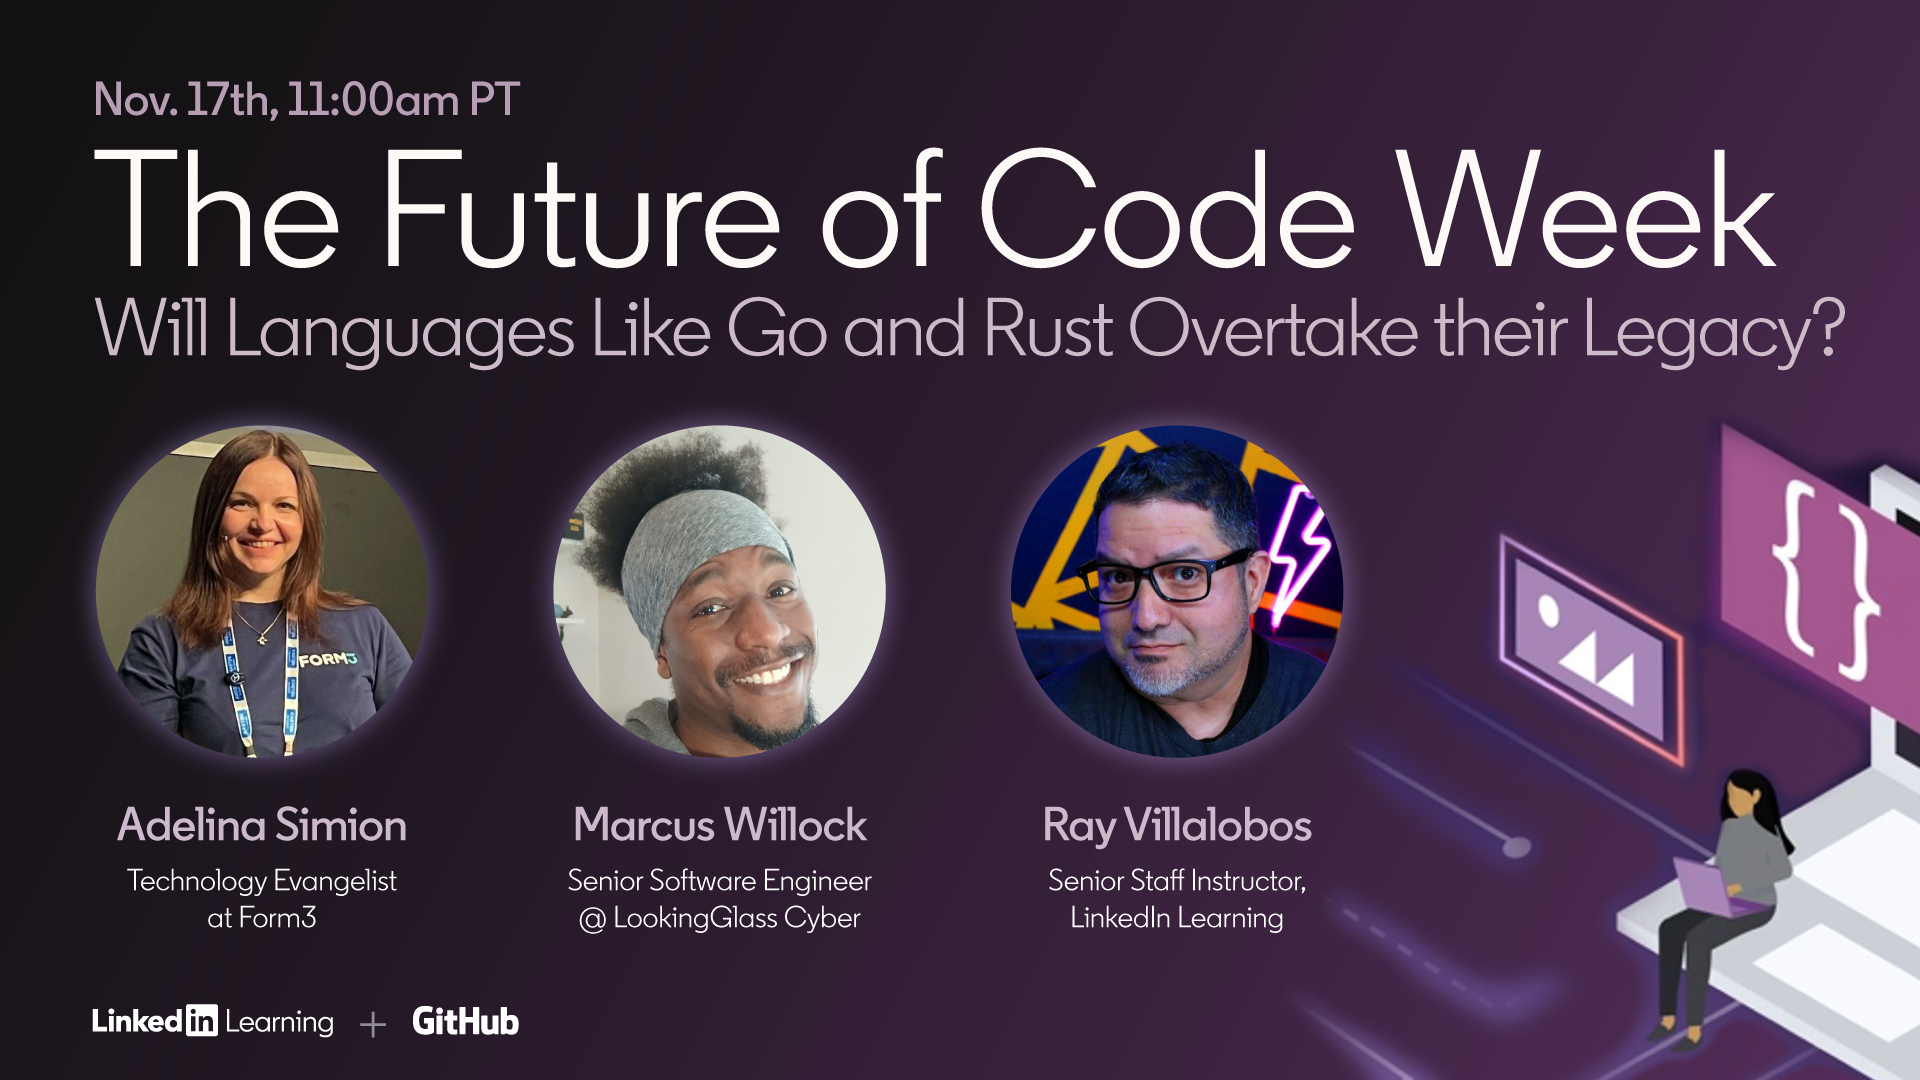 Nov. 17th, 11:00am PT
The Future of Code Week
Will Languages Like Go and Rust Overtake their Legacy?
FORM3
Adelina Simion
Technology Evangelist
at Form3
Marcus Willock
Senior Software Engineer
@ LookingGlass Cyber
Ray Villalobos
Senior Staff Instructor,
LinkedIn Learning
{ }
Linked in Learning + GitHub